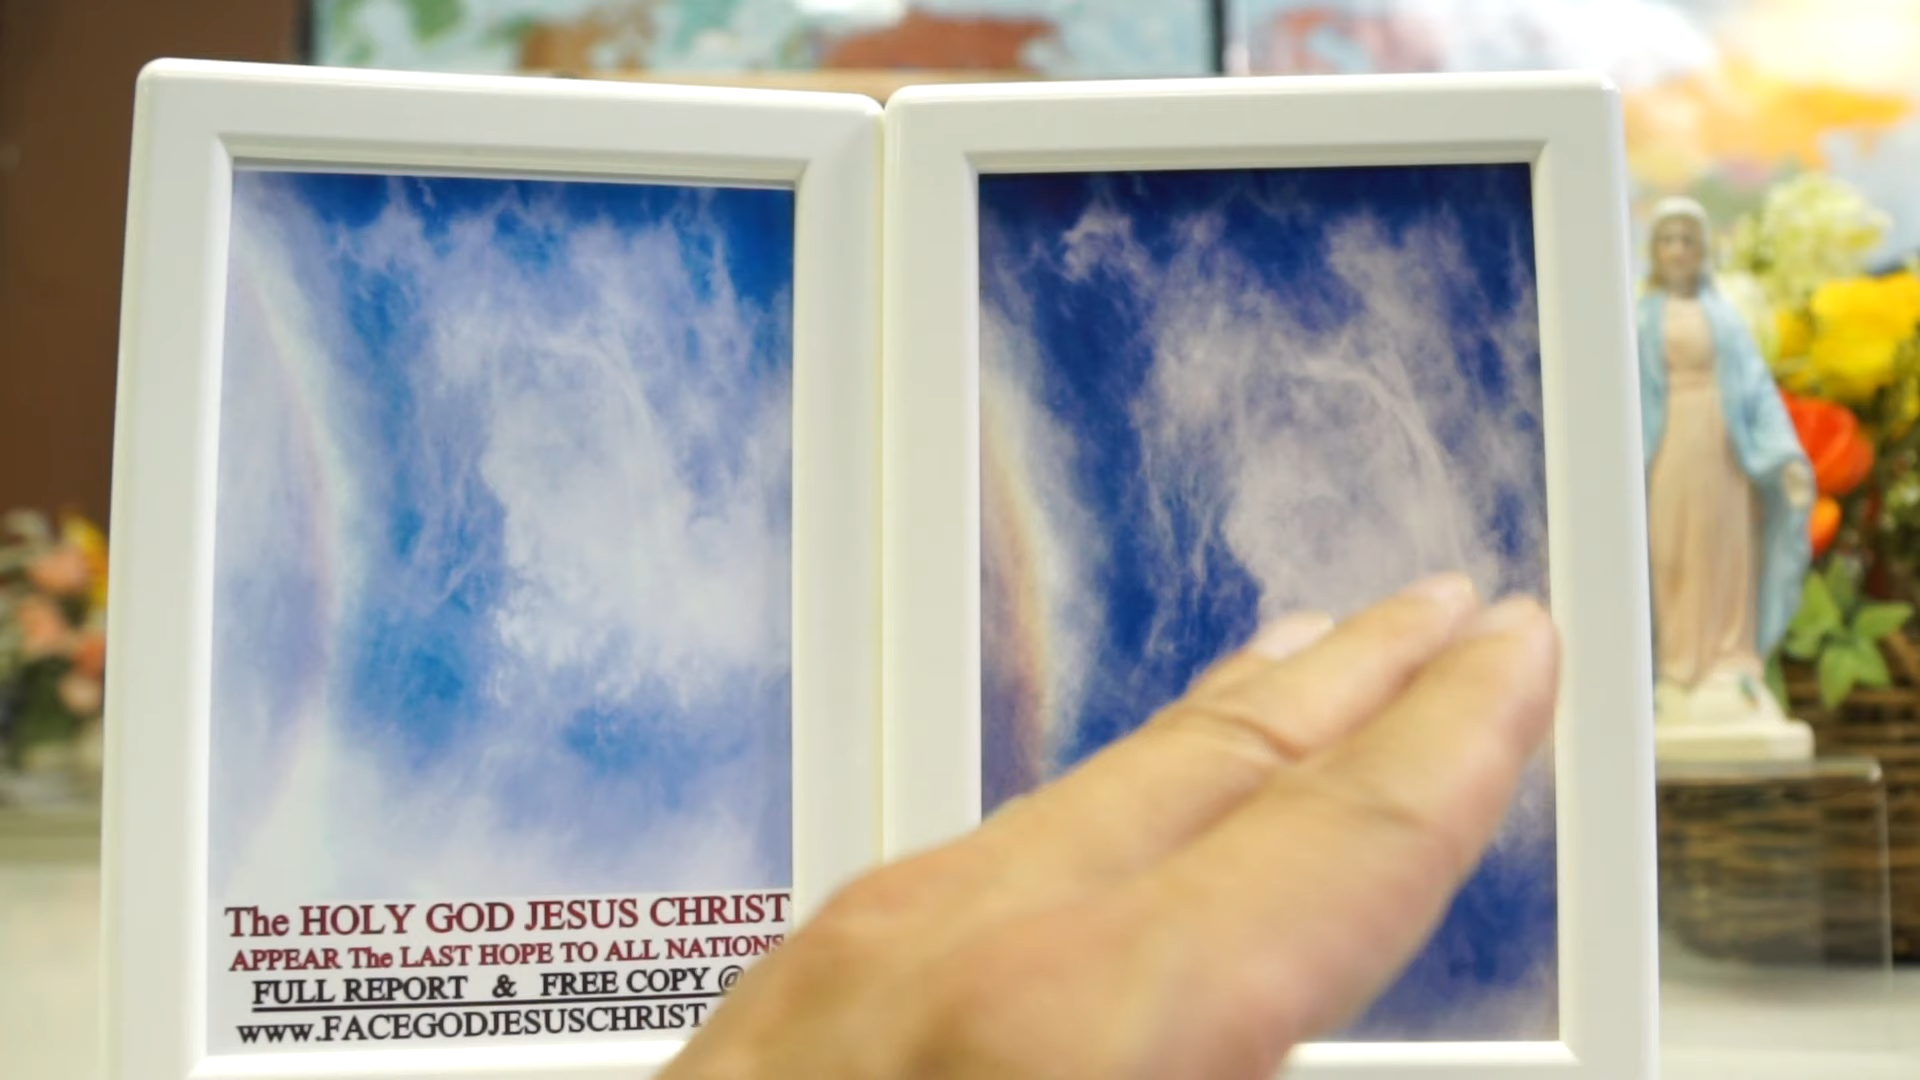 The HOLY GOD JESUS CHRIST
APPEAR The LAST HOPE TO ALL NATIONS
FULL REPORT & FREE COPY @
www.FACEGODJESUSCHRIST.